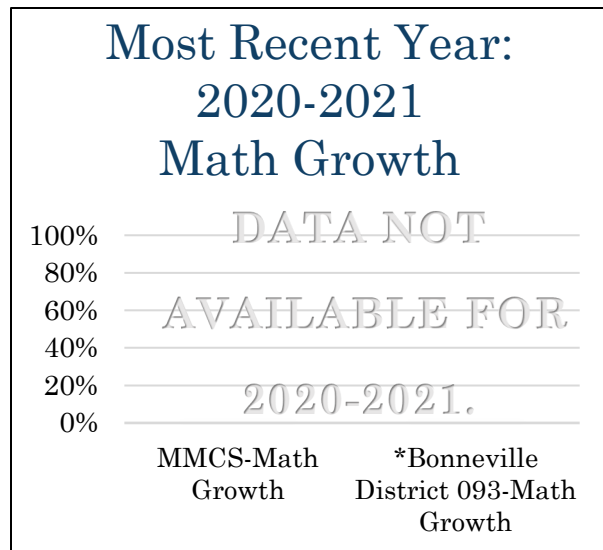 Most Recent Year:
2020-2021
Math Growth
DATA NOT
AVAILABLE FOR
2020-2021.
100%
80%
60%
40%
20%
0%
MMCS-Math
Growth
*Bonneville
District 093-Math
Growth